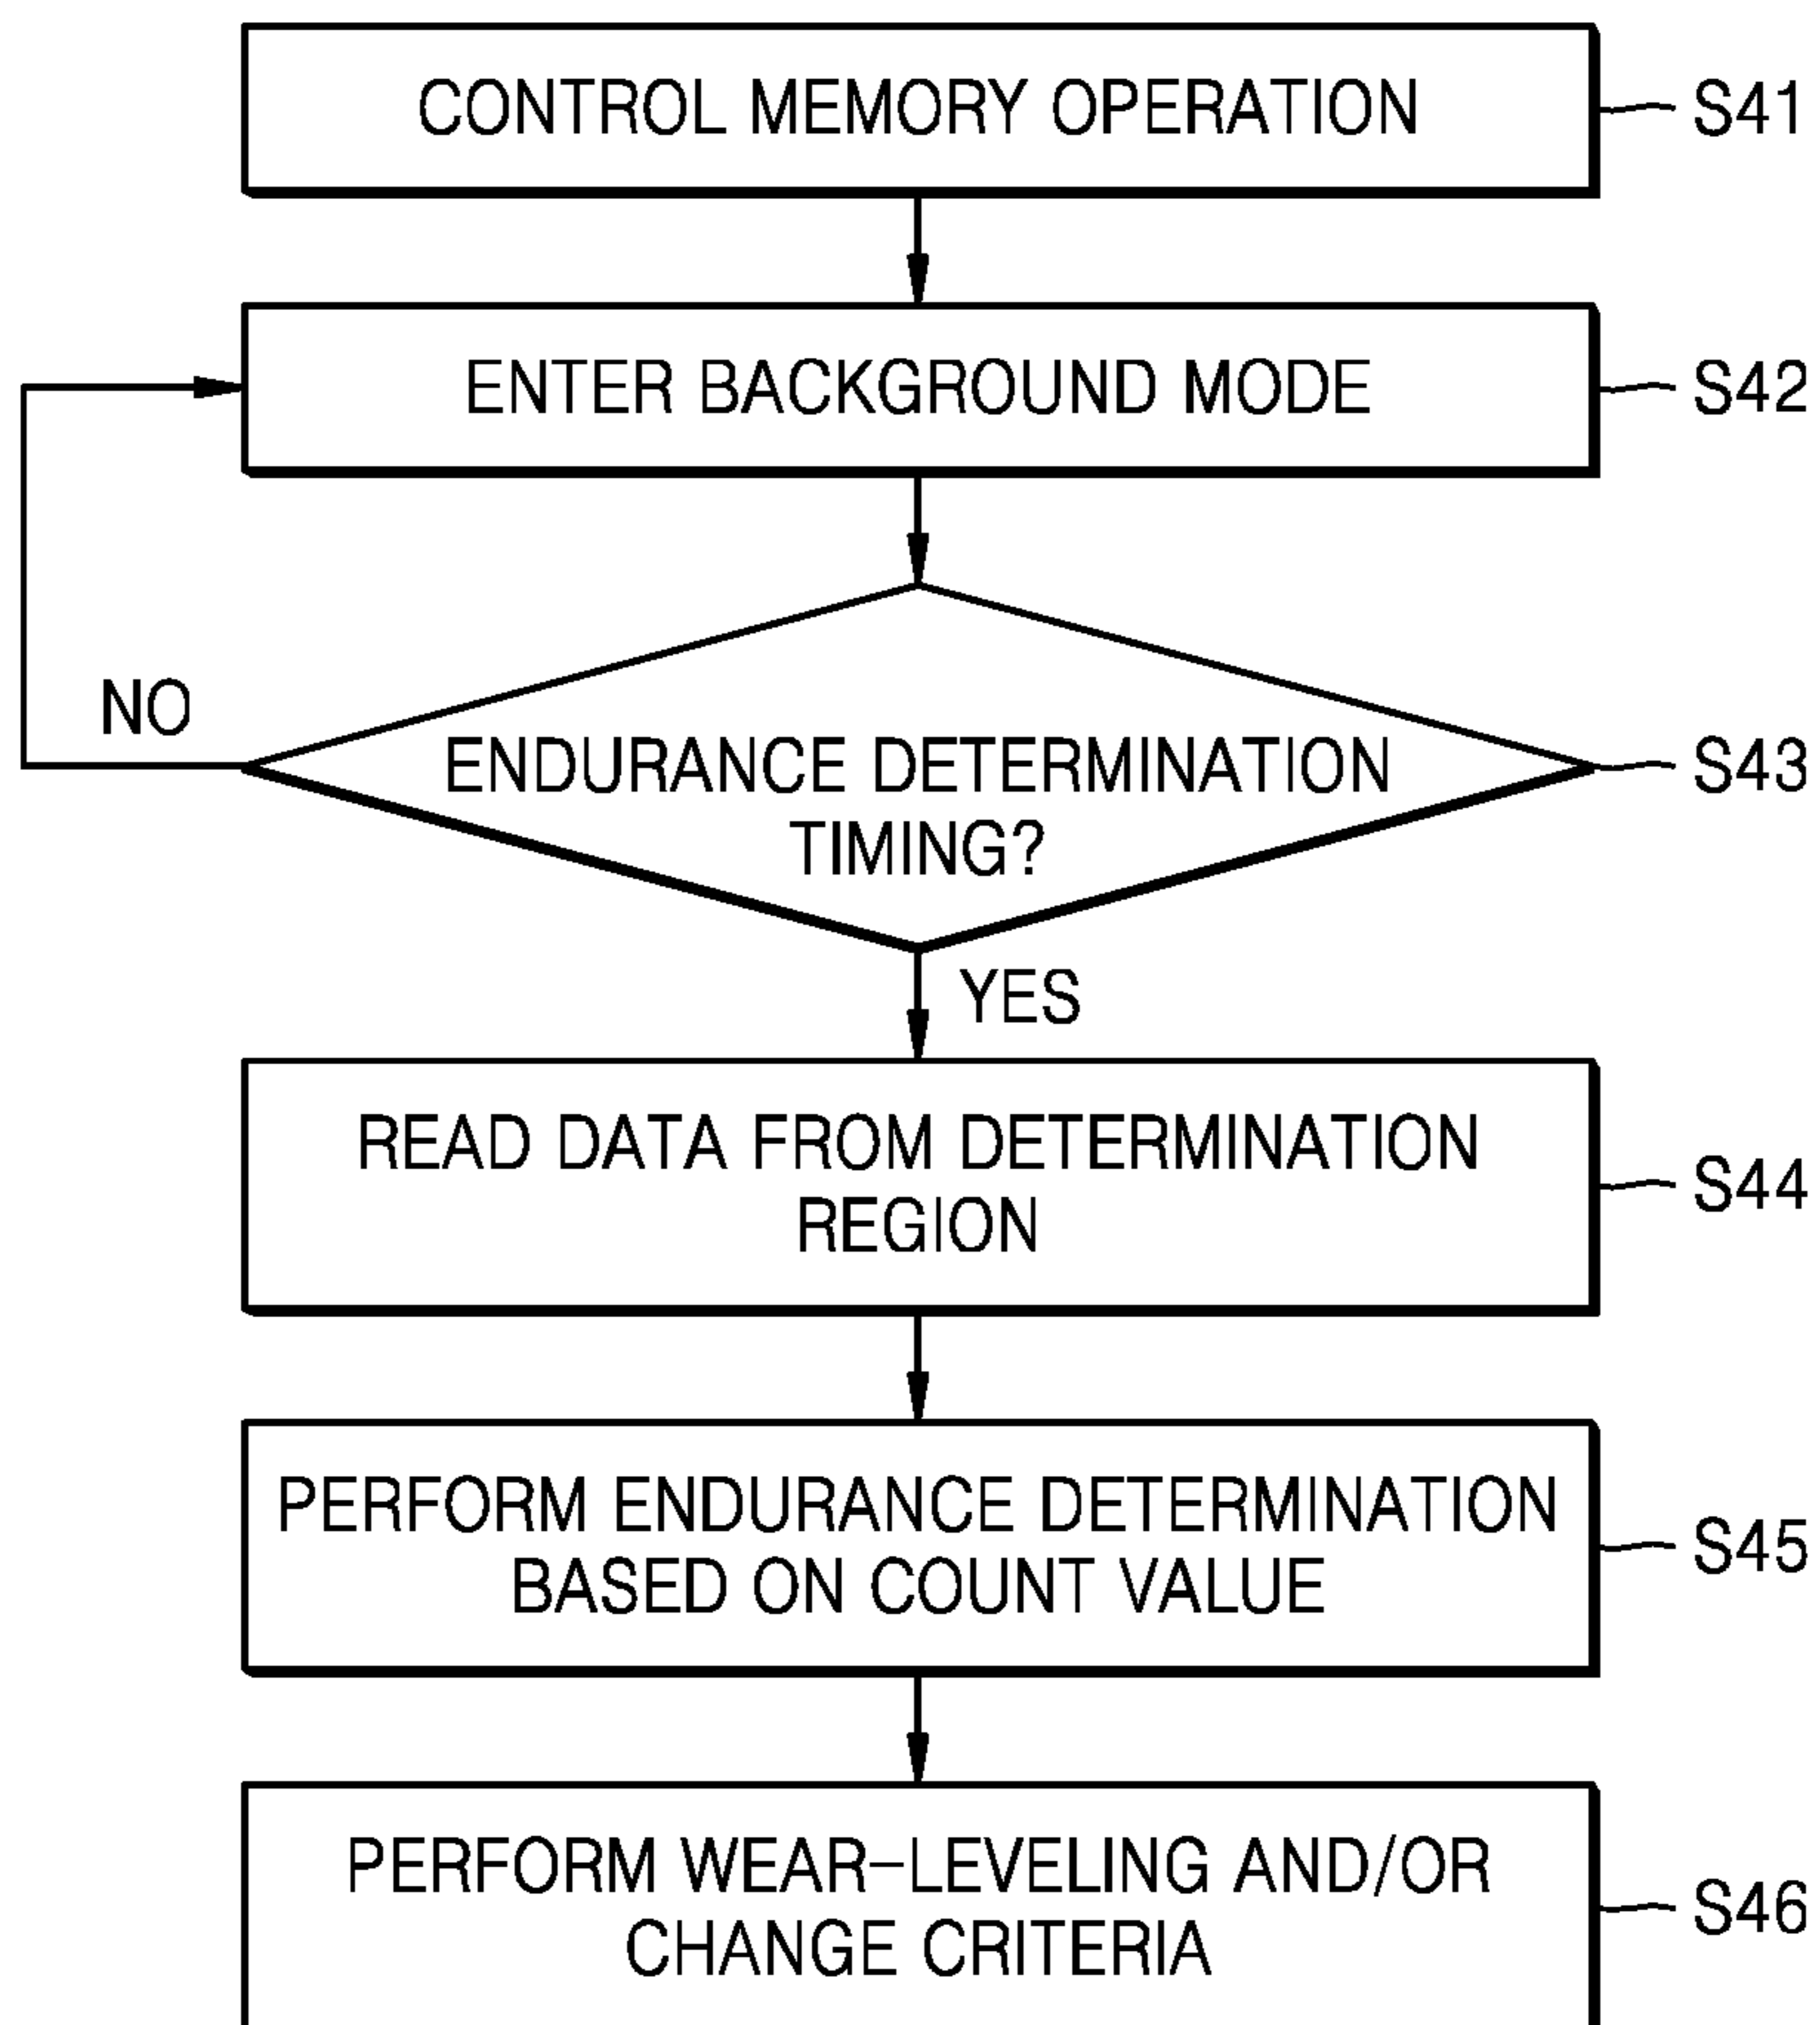 CONTROL MEMORY OPERATION
S41
ENTER BACKGROUND MODE
S42
NO
ENDURANCE DETERMINATION
TIMING?
S43
YES
READ DATA FROM DETERMINATION
REGION
S44
PERFORM ENDURANCE DETERMINATION
BASED ON COUNT VALUE
S45
PERFORM WEAR-LEVELING AND/OR
CHANGE CRITERIA
S46